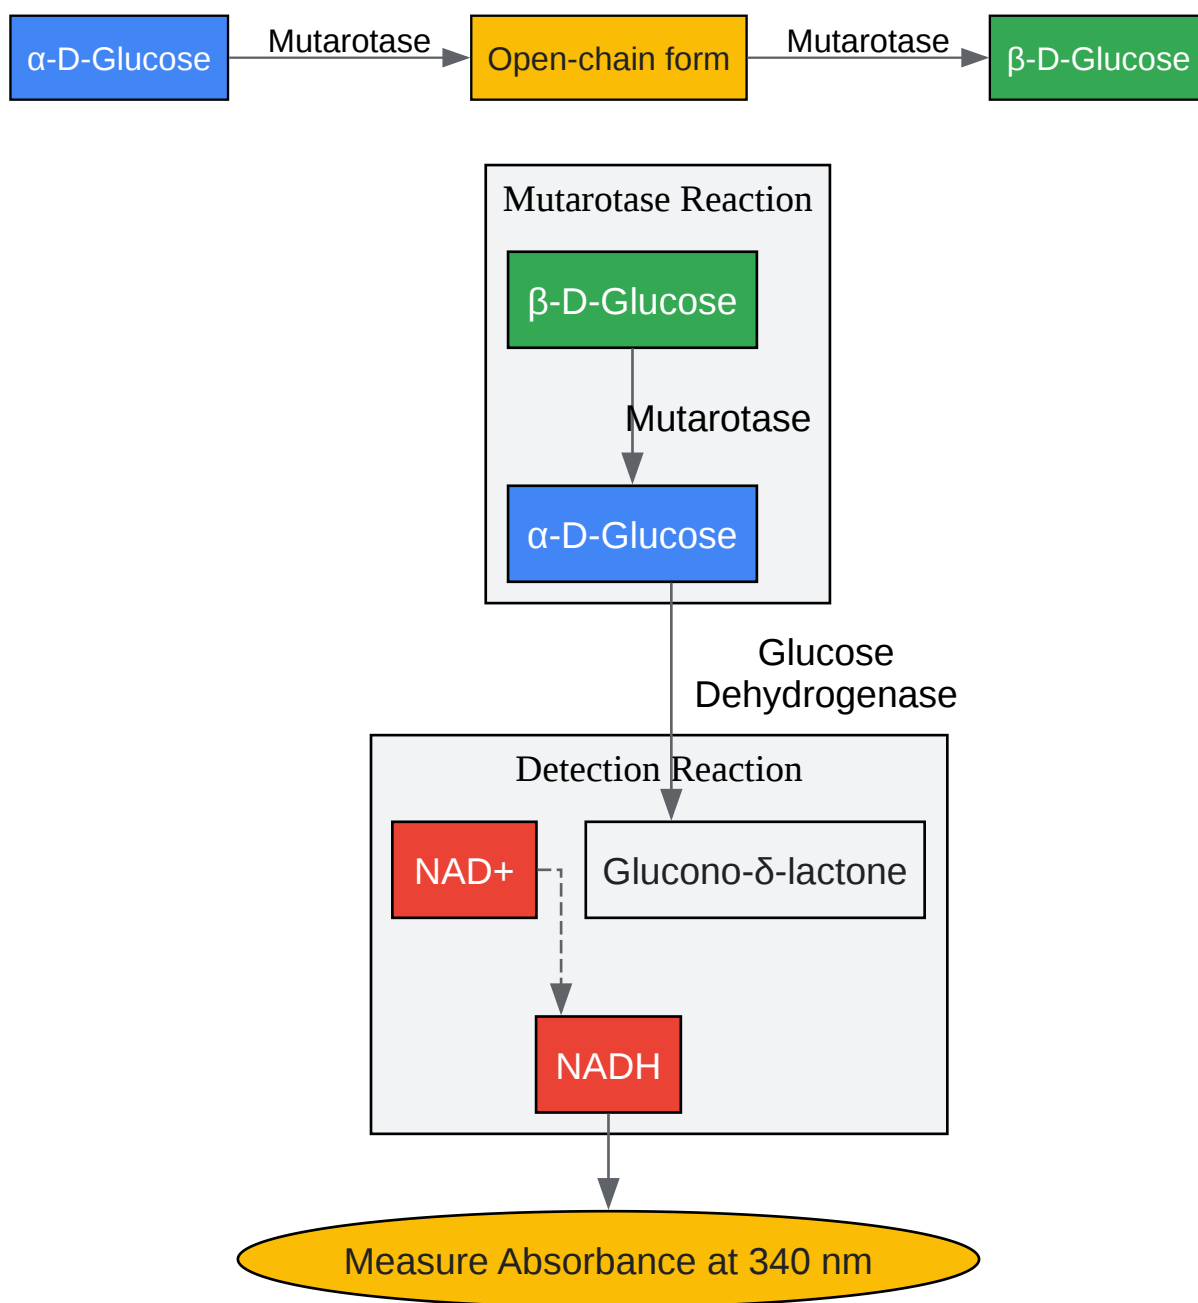 α-D-Glucose
Mutarotase
Open-chain form
Mutarotase
β-D-Glucose
Mutarotase Reaction
β-D-Glucose
Mutarotase
α-D-Glucose
Glucose
Dehydrogenase
Detection Reaction
NAD+
Glucono-δ-lactone
NADH
Measure Absorbance at 340 nm